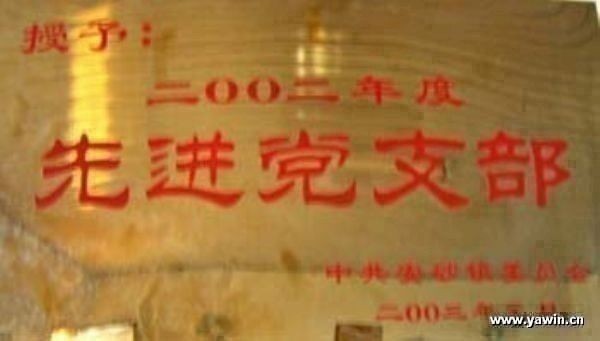 授予：
二OO二年度
先进党支部
中共 砂镇委员会
二OO三年 月
www.yawin.cn